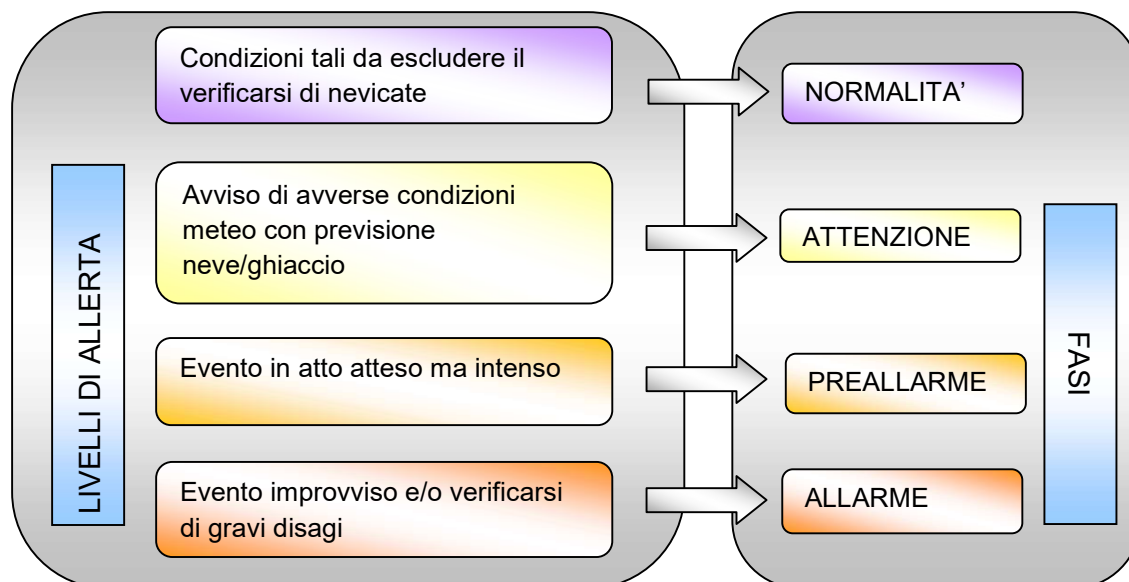 Condizioni tali da escludere il
verificarsi di nevicate
NORMALITA’
LIVELLI DI ALLERTA
Avviso di avverse condizioni
meteo con previsione
neve/ghiaccio
ATTENZIONE
FASI
Evento in atto atteso ma intenso
PREALLARME
Evento improvviso e/o verificarsi
di gravi disagi
ALLARME